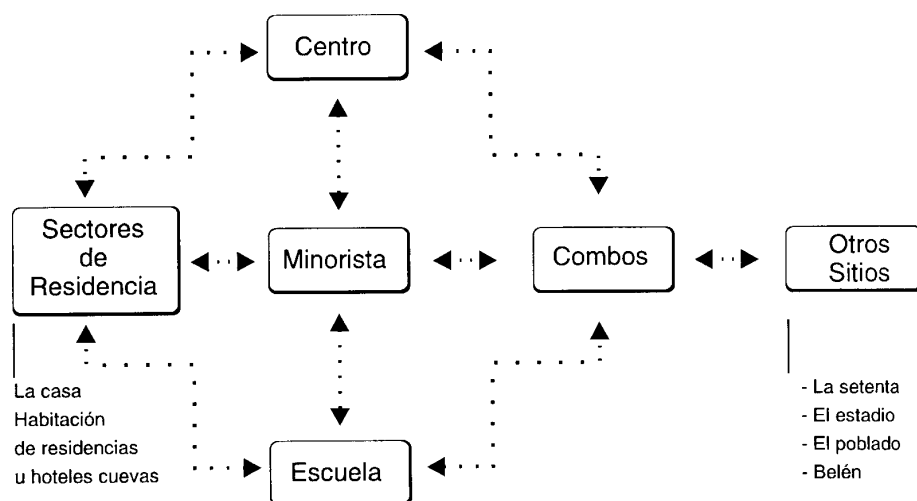 Centro
Sectores
de
Residencia
Minorista
Combos
Otros
Sitios
La casa
Habitación
de residencias
u hoteles cuevas
- La setenta
- El estadio
- El poblado
- Belén
Escuela